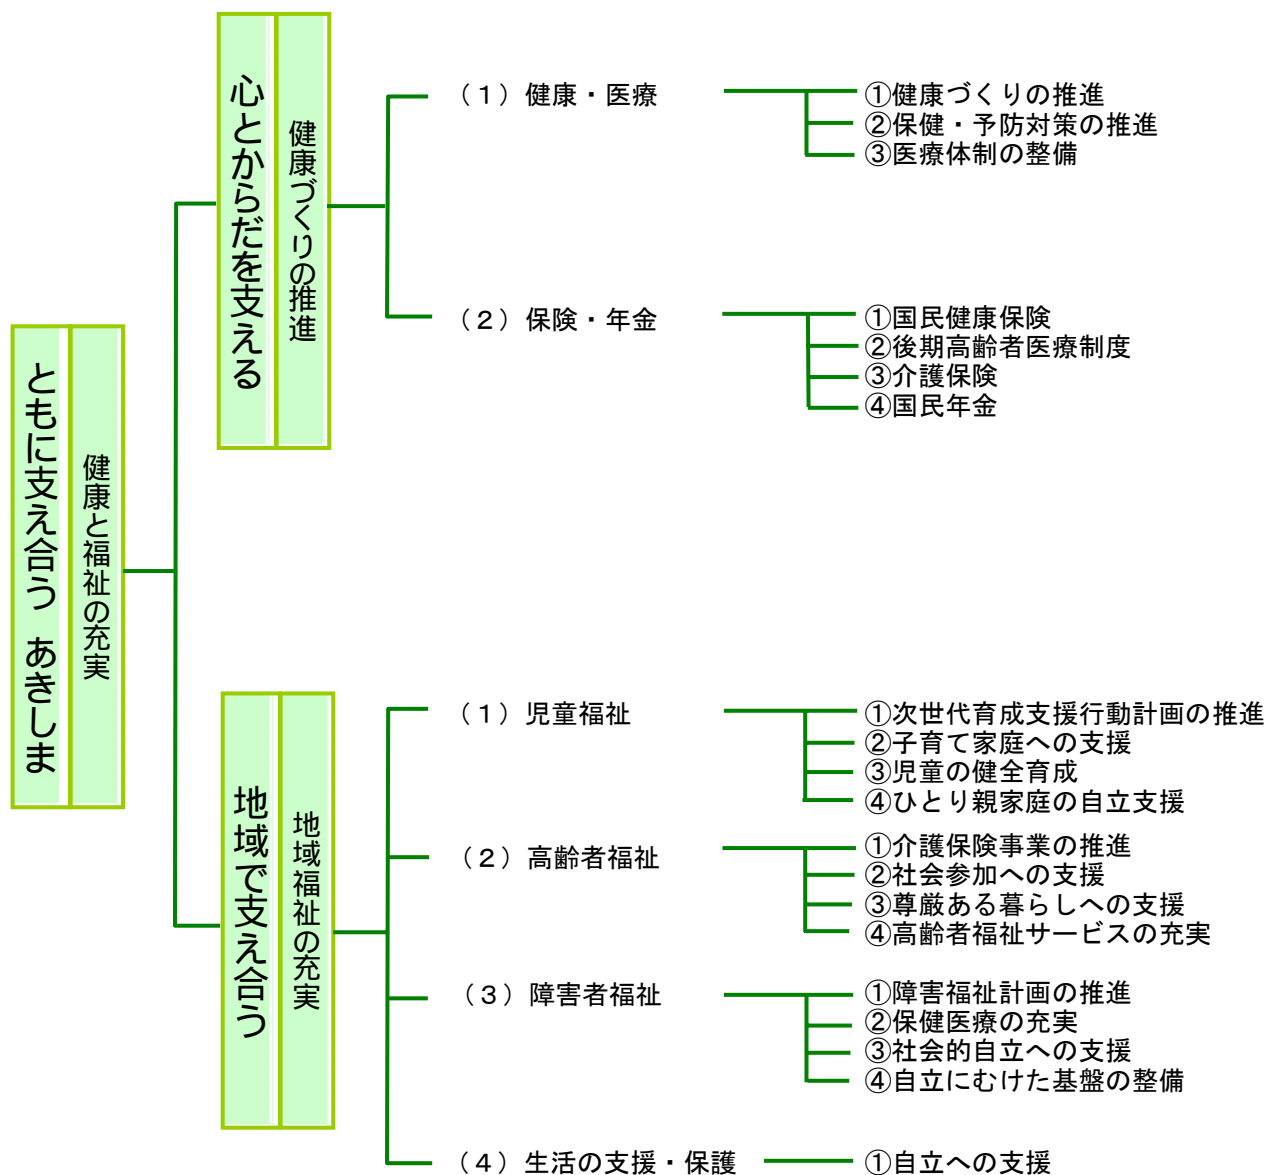 ともに支え合う　あきしま
健康と福祉の充実
心とからだを支える
健康づくりの推進
（１）健康・医療
①健康づくりの推進
②保健・予防対策の推進
③医療体制の整備
（２）保険・年金
①国民健康保険
②後期高齢者医療制度
③介護保険
④国民年金
地域で支え合う
地域福祉の充実
（１）児童福祉
①次世代育成支援行動計画の推進
②子育て家庭への支援
③児童の健全育成
④ひとり親家庭の自立支援
（２）高齢者福祉
①介護保険事業の推進
②社会参加への支援
③尊厳ある暮らしへの支援
④高齢者福祉サービスの充実
（３）障害者福祉
①障害福祉計画の推進
②保健医療の充実
③社会的自立への支援
④自立にむけた基盤の整備
（４）生活の支援・保護
①自立への支援